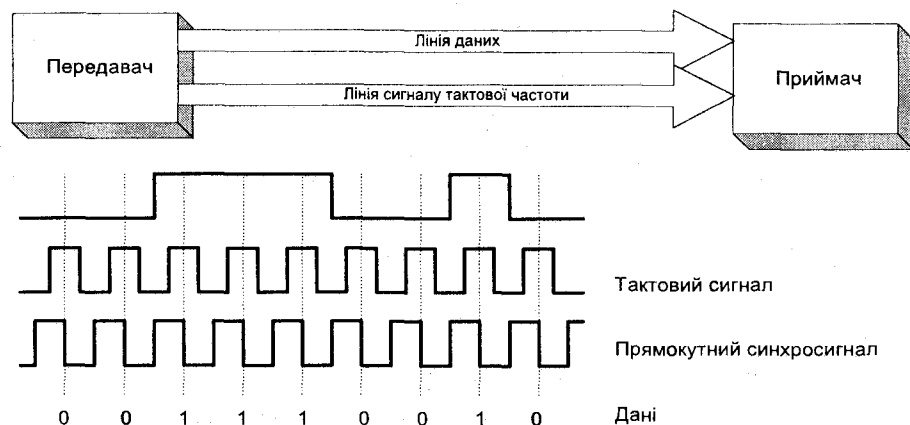 Лінія даних
Передавач
Приймач
Лінія сигналу тактової частоти
Тактовий сигнал
Прямокутний синхросигнал
0 0 1 1 1 0 0 1 0 Дані